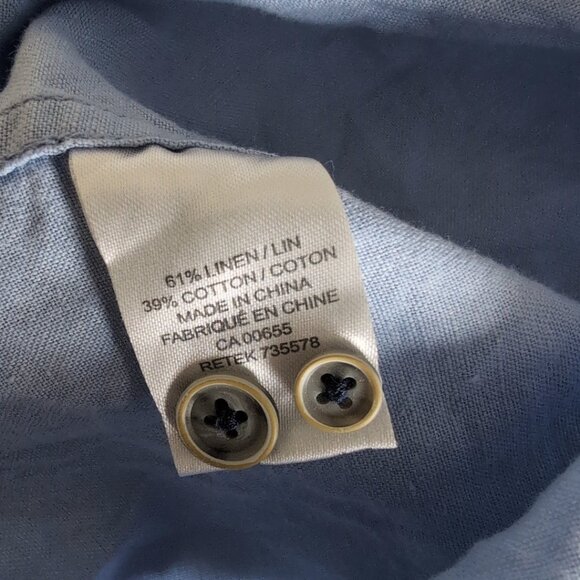 61% LINEN / LIN
39% COTTON / COTON
MADE IN CHINA
FABRIQUÉ EN CHINE
CA 00655
RETEK 735578